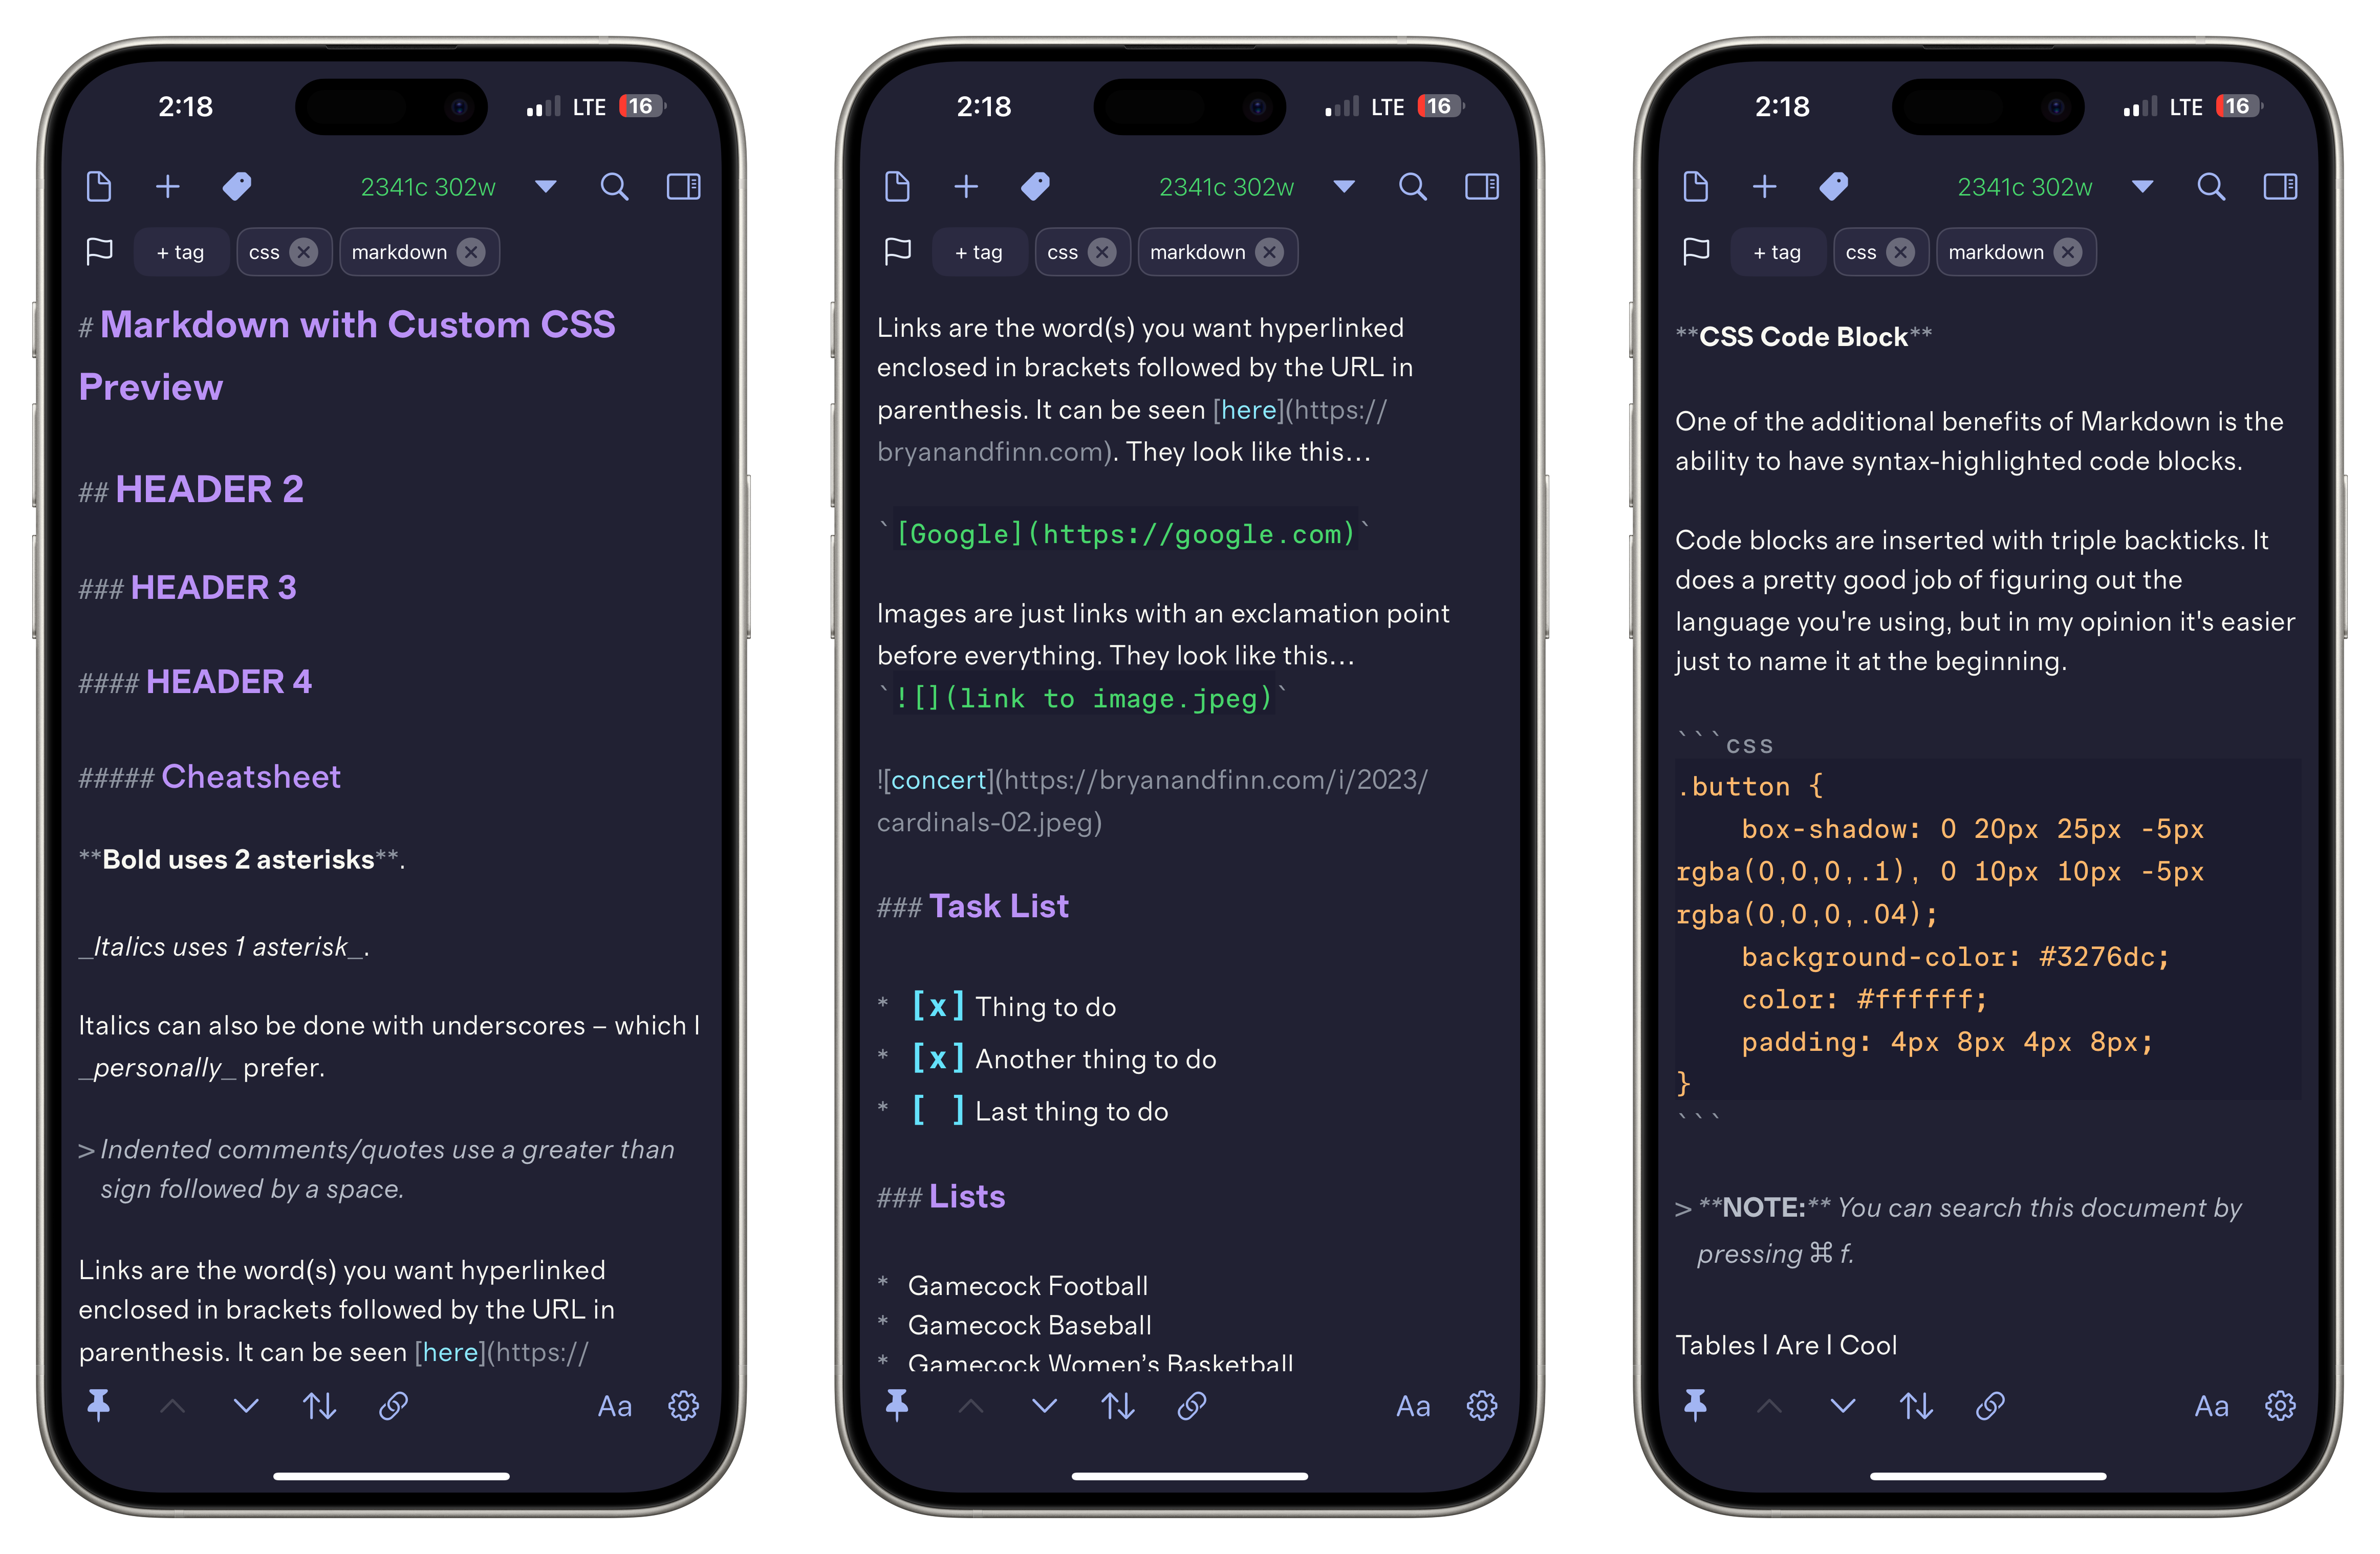 2:18
LTE 16
2341c 302w
+ tag css markdown
# Markdown with Custom CSS
Preview
## HEADER 2
### HEADER 3
#### HEADER 4
##### Cheatsheet
**Bold uses 2 asterisks**.
_Italics uses 1 asterisk_.
Italics can also be done with underscores – which I
_personally_ prefer.
> Indented comments/quotes use a greater than
sign followed by a space.
Links are the word(s) you want hyperlinked
enclosed in brackets followed by the URL in
parenthesis. It can be seen [here](https://
Aa
2:18
LTE 16
2341c 302w
+ tag css markdown
Links are the word(s) you want hyperlinked
enclosed in brackets followed by the URL in
parenthesis. It can be seen [here](https://
bryanandfinn.com). They look like this...
`[Google](https://google.com)`
Images are just links with an exclamation point
before everything. They look like this...
`![](link to image.jpeg)`
![concert](https://bryanandfinn.com/i/2023/
cardinals-02.jpeg)
### Task List
* [x] Thing to do
* [x] Another thing to do
* [ ] Last thing to do
### Lists
* Gamecock Football
* Gamecock Baseball
* Gamecock Women's Basketball
Aa
2:18
LTE 16
2341c 302w
+ tag css markdown
**CSS Code Block**
One of the additional benefits of Markdown is the
ability to have syntax-highlighted code blocks.
Code blocks are inserted with triple backticks. It
does a pretty good job of figuring out the
language you're using, but in my opinion it's easier
just to name it at the beginning.
```css
.button {
box-shadow: 0 20px 25px -5px
rgba(0,0,0,.1), 0 10px 10px -5px
rgba(0,0,0,.04);
background-color: #3276dc;
color: #ffffff;
padding: 4px 8px 4px 8px;
}
```
> **NOTE:** You can search this document by
pressing ⌘ f.
Tables | Are | Cool
Aa